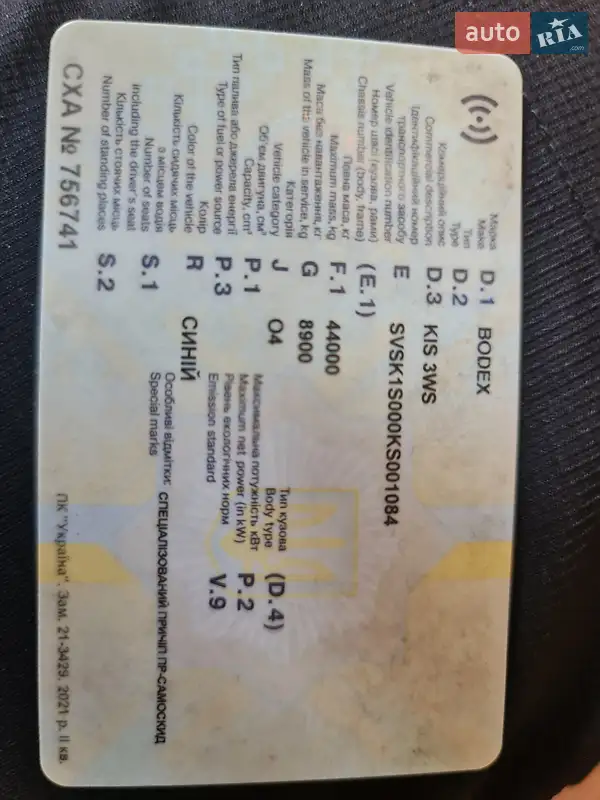 auto RIA .com
Марка
Make D.1 BODEX
Тип
Type D.2
Комерційний опис
Commercial description D.3 KIS 3WS
Ідентифікаційний номер
транспортного засобу
Vehicle identification number E SVSK1S000KS001084
Номер шасі (кузова, рами)
Chassis number (body, frame) (E.1)
Повна маса, кг
Maximum mass, kg F.1 44000
Маса без навантаження, кг
Mass of the vehicle in service, kg G 8900
Категорія
Vehicle category J O4
Тип кузова
Body type (D.4)
Об'єм двигуна, см³
Capacity, cm³ P.1
Максимальна потужність кВт
Maximum net power (in kW) P.2
Тип палива або джерела енергії
Type of fuel or power source P.3
Рівень екологічних норм
Emission standard V.9
Колір
Color of the vehicle R СИНІЙ
Кількість сидячих місць
з місцем водія
Number of seats
including the driver's seat S.1
Особливі відмітки: СПЕЦІАЛІЗОВАНИЙ ПРИЧІП ПР-САМОСКИД
Special marks
Кількість стоячих місць
Number of standing places S.2
СХА № 756741
ПК "Україна". Зам. 21-3429. 2021 р. II кв.